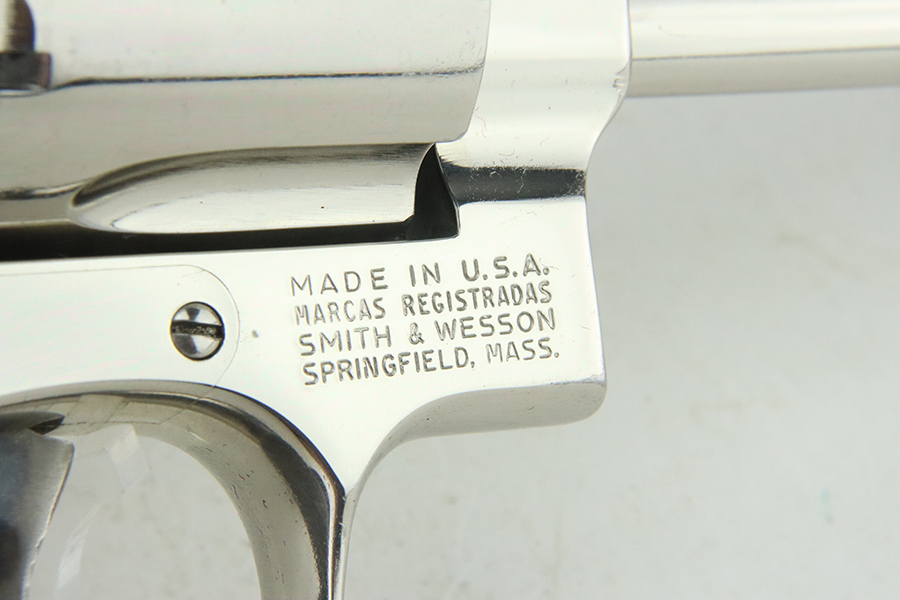 MADE IN U.S.A.
MARCAS REGISTRADAS
SMITH & WESSON
SPRINGFIELD, MASS.